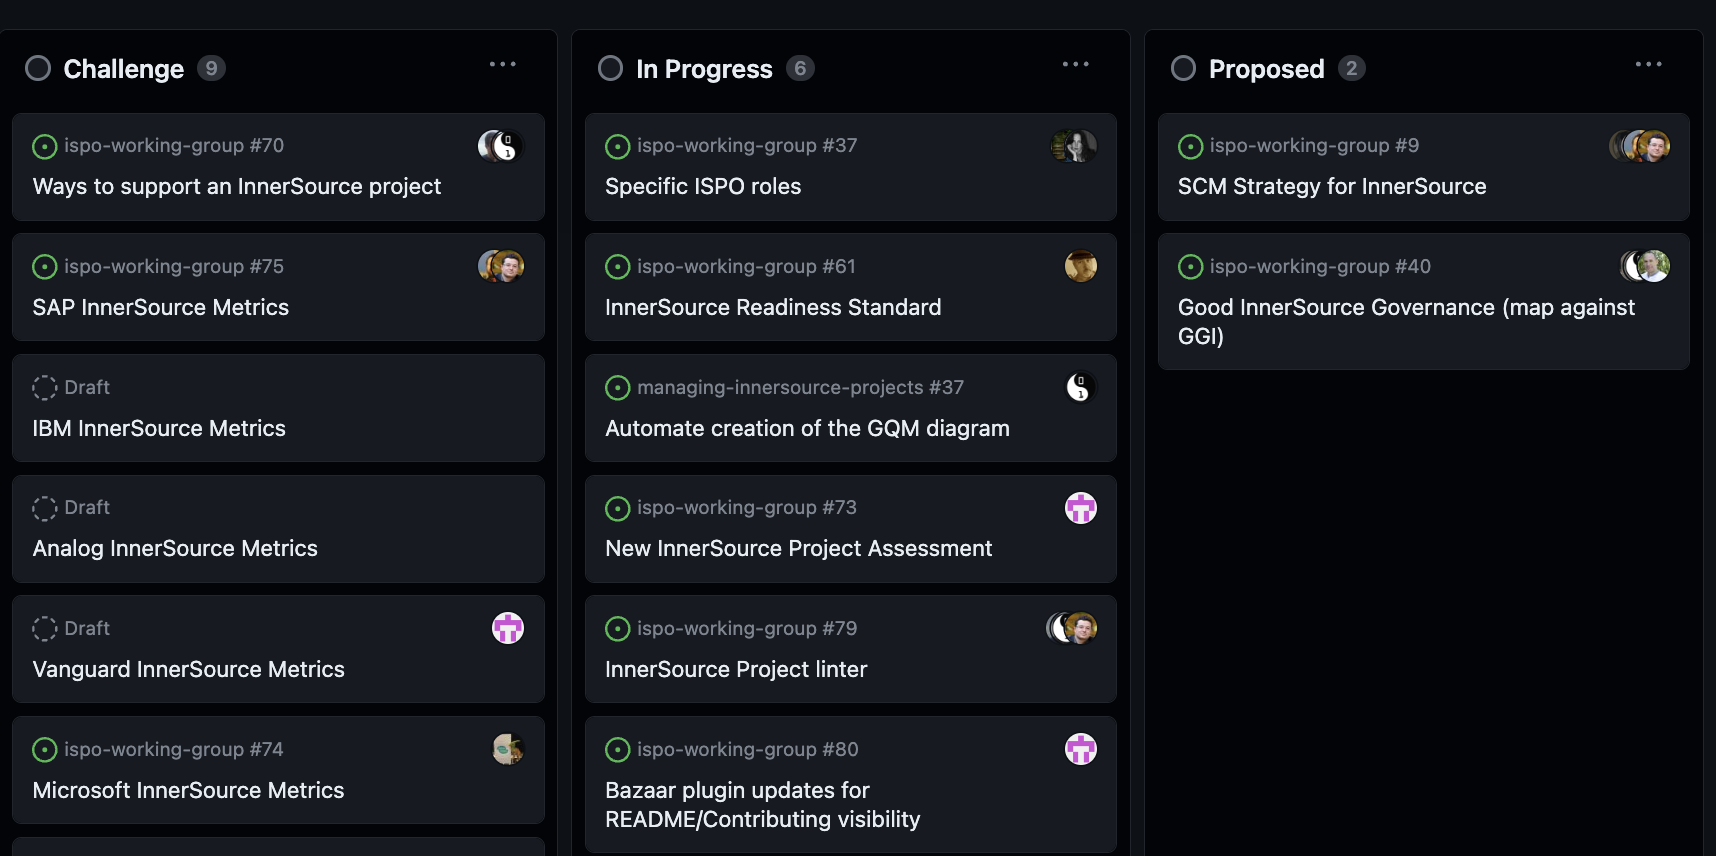 Challenge 9
ispo-working-group #70
Ways to support an InnerSource project
ispo-working-group #75
SAP InnerSource Metrics
Draft
IBM InnerSource Metrics
Draft
Analog InnerSource Metrics
Draft
Vanguard InnerSource Metrics
ispo-working-group #74
Microsoft InnerSource Metrics
In Progress 6
ispo-working-group #37
Specific ISPO roles
ispo-working-group #61
InnerSource Readiness Standard
managing-innersource-projects #37
Automate creation of the GQM diagram
ispo-working-group #73
New InnerSource Project Assessment
ispo-working-group #79
InnerSource Project linter
ispo-working-group #80
Bazaar plugin updates for
README/Contributing visibility
Proposed 2
ispo-working-group #9
SCM Strategy for InnerSource
ispo-working-group #40
Good InnerSource Governance (map against
GGI)